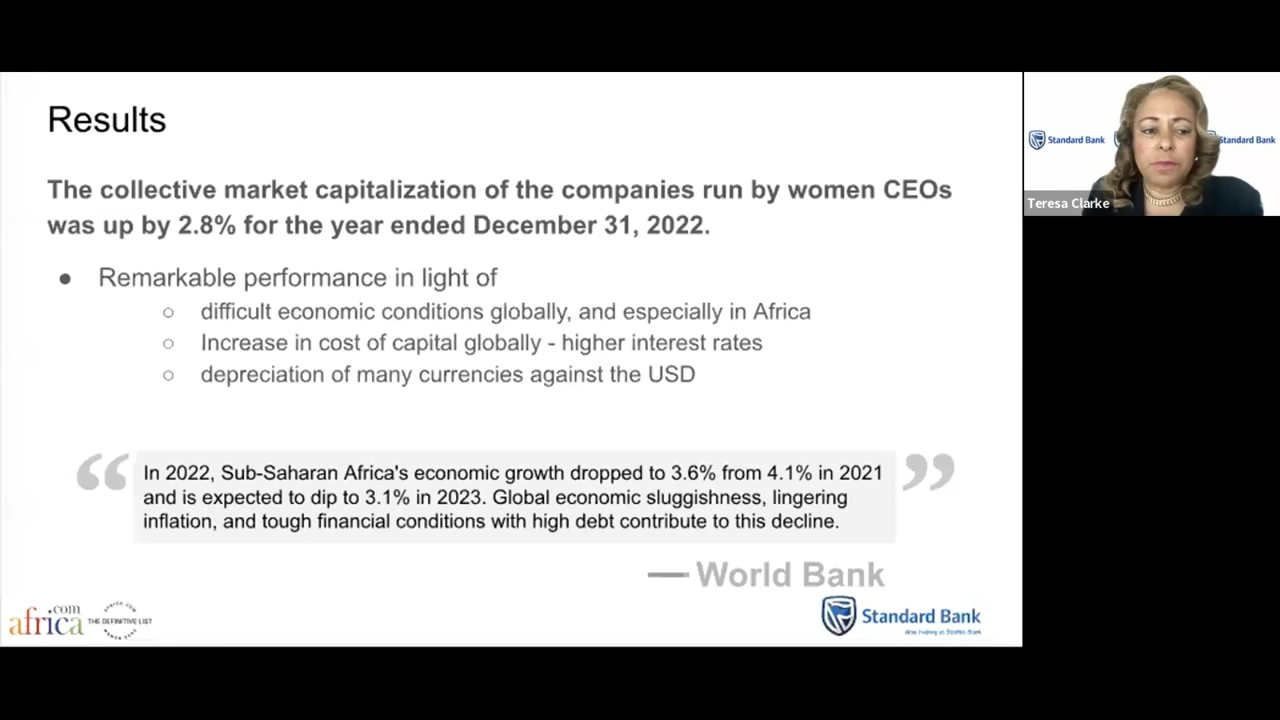 Results
The collective market capitalization of the companies run by women CEOs
was up by 2.8% for the year ended December 31, 2022.
● Remarkable performance in light of
○ difficult economic conditions globally, and especially in Africa
○ Increase in cost of capital globally - higher interest rates
○ depreciation of many currencies against the USD
“ In 2022, Sub-Saharan Africa's economic growth dropped to 3.6% from 4.1% in 2021 ”
and is expected to dip to 3.1% in 2023. Global economic sluggishness, lingering
inflation, and tough financial conditions with high debt contribute to this decline.
— World Bank
africa.com
AFRICA.COM
THE DEFINITIVE LIST
Standard Bank
Standard Bank
Standard Bank
Teresa Clarke